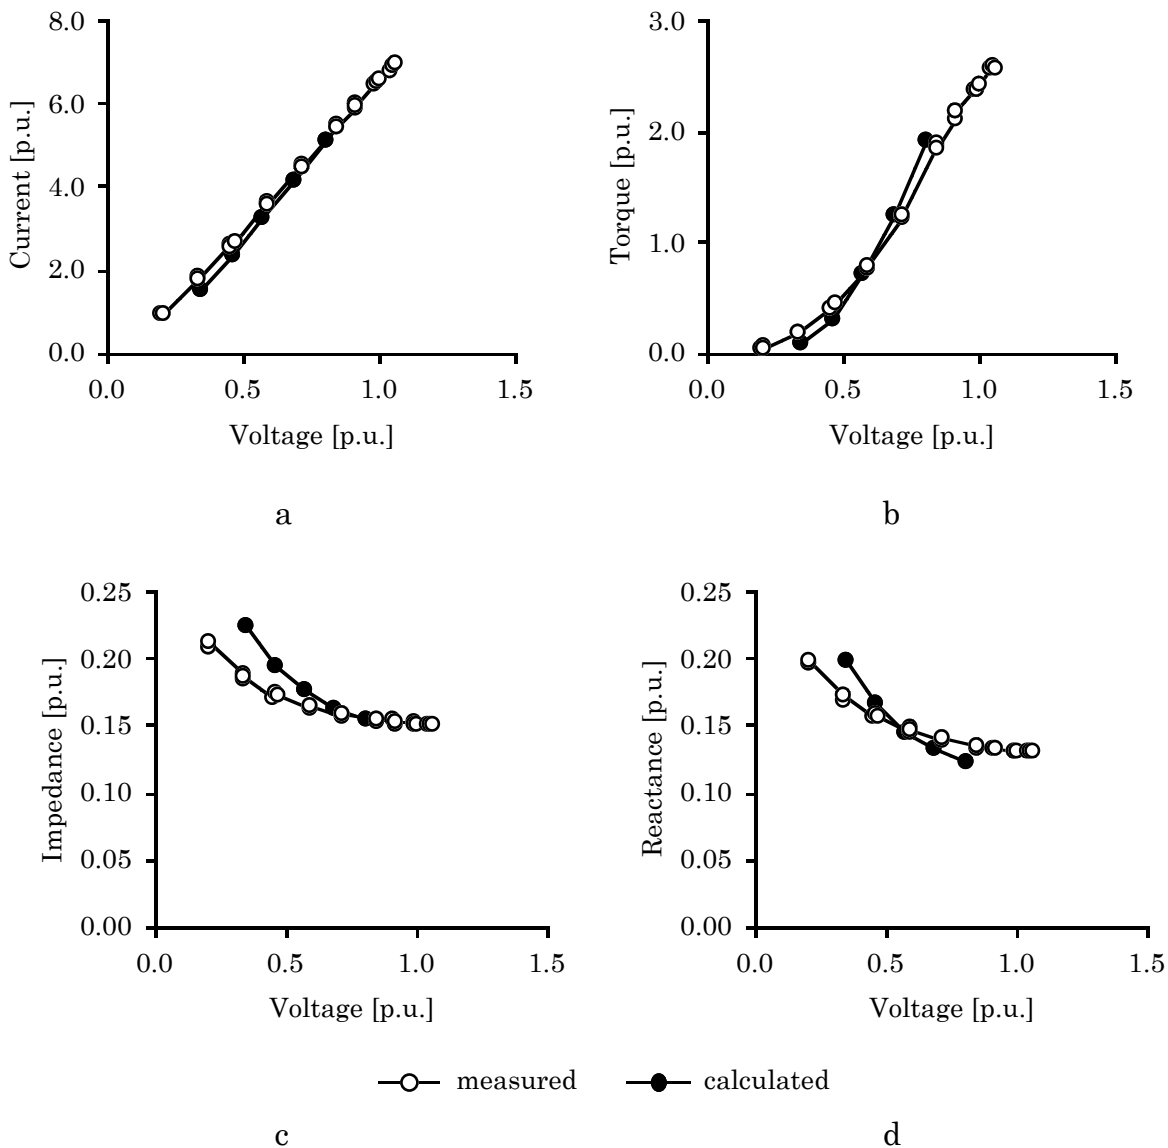 8.0
6.0
4.0
2.0
0.0
Current [p.u.]
0.0 0.5 1.0 1.5
Voltage [p.u.]
a
3.0
2.0
1.0
0.0
Torque [p.u.]
0.0 0.5 1.0 1.5
Voltage [p.u.]
b
0.25
0.20
0.15
0.10
0.05
0.00
Impedance [p.u.]
0.0 0.5 1.0 1.5
Voltage [p.u.]
0.25
0.20
0.15
0.10
0.05
0.00
Reactance [p.u.]
0.0 0.5 1.0 1.5
Voltage [p.u.]
measured calculated
c
d